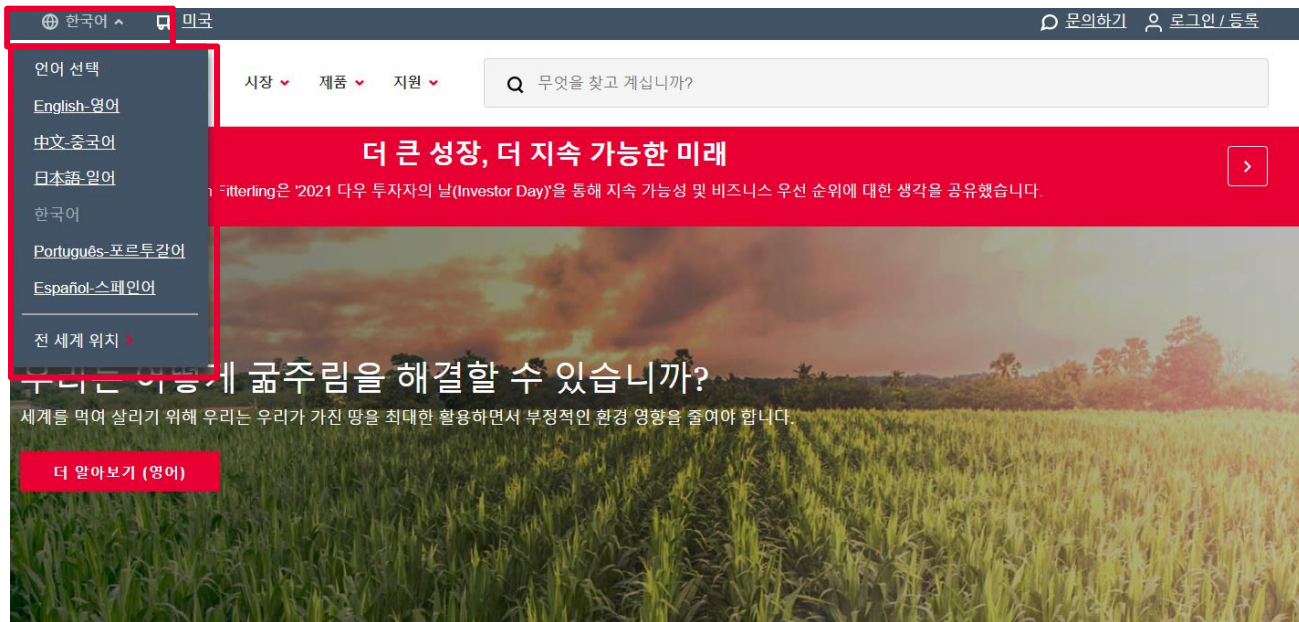 한국어
미국
문의하기
로그인 / 등록
언어 선택
English-영어
中文-중국어
日本語-일어
한국어
Português-포르투갈어
Español-스페인어
전 세계 위치
시장
제품
지원
무엇을 찾고 계십니까?
더 큰 성장, 더 지속 가능한 미래
Fitterling은 '2021 다우 투자자의 날(Investor Day)'을 통해 지속 가능성 및 비즈니스 우선 순위에 대한 생각을 공유했습니다.
우리는 어떻게 굶주림을 해결할 수 있습니까?
세계를 먹여 살리기 위해 우리는 우리가 가진 땅을 최대한 활용하면서 부정적인 환경 영향을 줄여야 합니다.
더 알아보기 (영어)